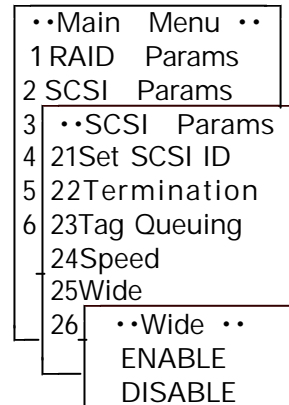 ··Main Menu ··
1 RAID Params
2 SCSI Params
3 ··SCSI Params
4 21Set SCSI ID
5 22Termination
6 23Tag Queuing
24Speed
25Wide
26 ··Wide ··
ENABLE
DISABLE